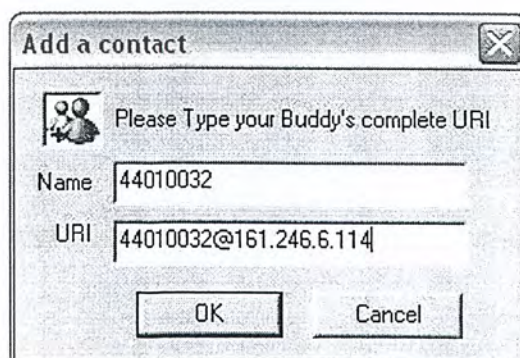 Add a contact
Please Type your Buddy's complete URI
Name 44010032
URI 44010032@161.246.6.114
OK Cancel